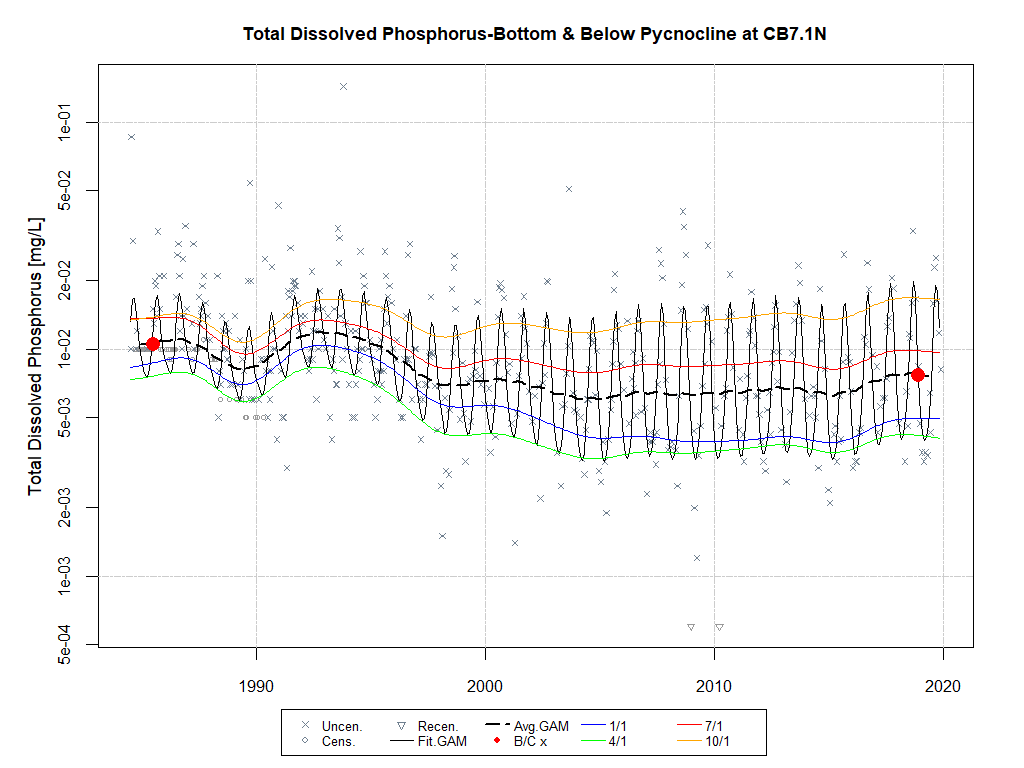 Total Dissolved Phosphorus-Bottom & Below Pycnocline at CB7.1N
Total Dissolved Phosphorus [mg/L]
1e-01
5e-02
2e-02
1e-02
5e-03
2e-03
1e-03
5e-04
1990 2000 2010 2020
Uncen. Recen. Avg.GAM 1/1 7/1
Cens. Fit.GAM B/C x 4/1 10/1